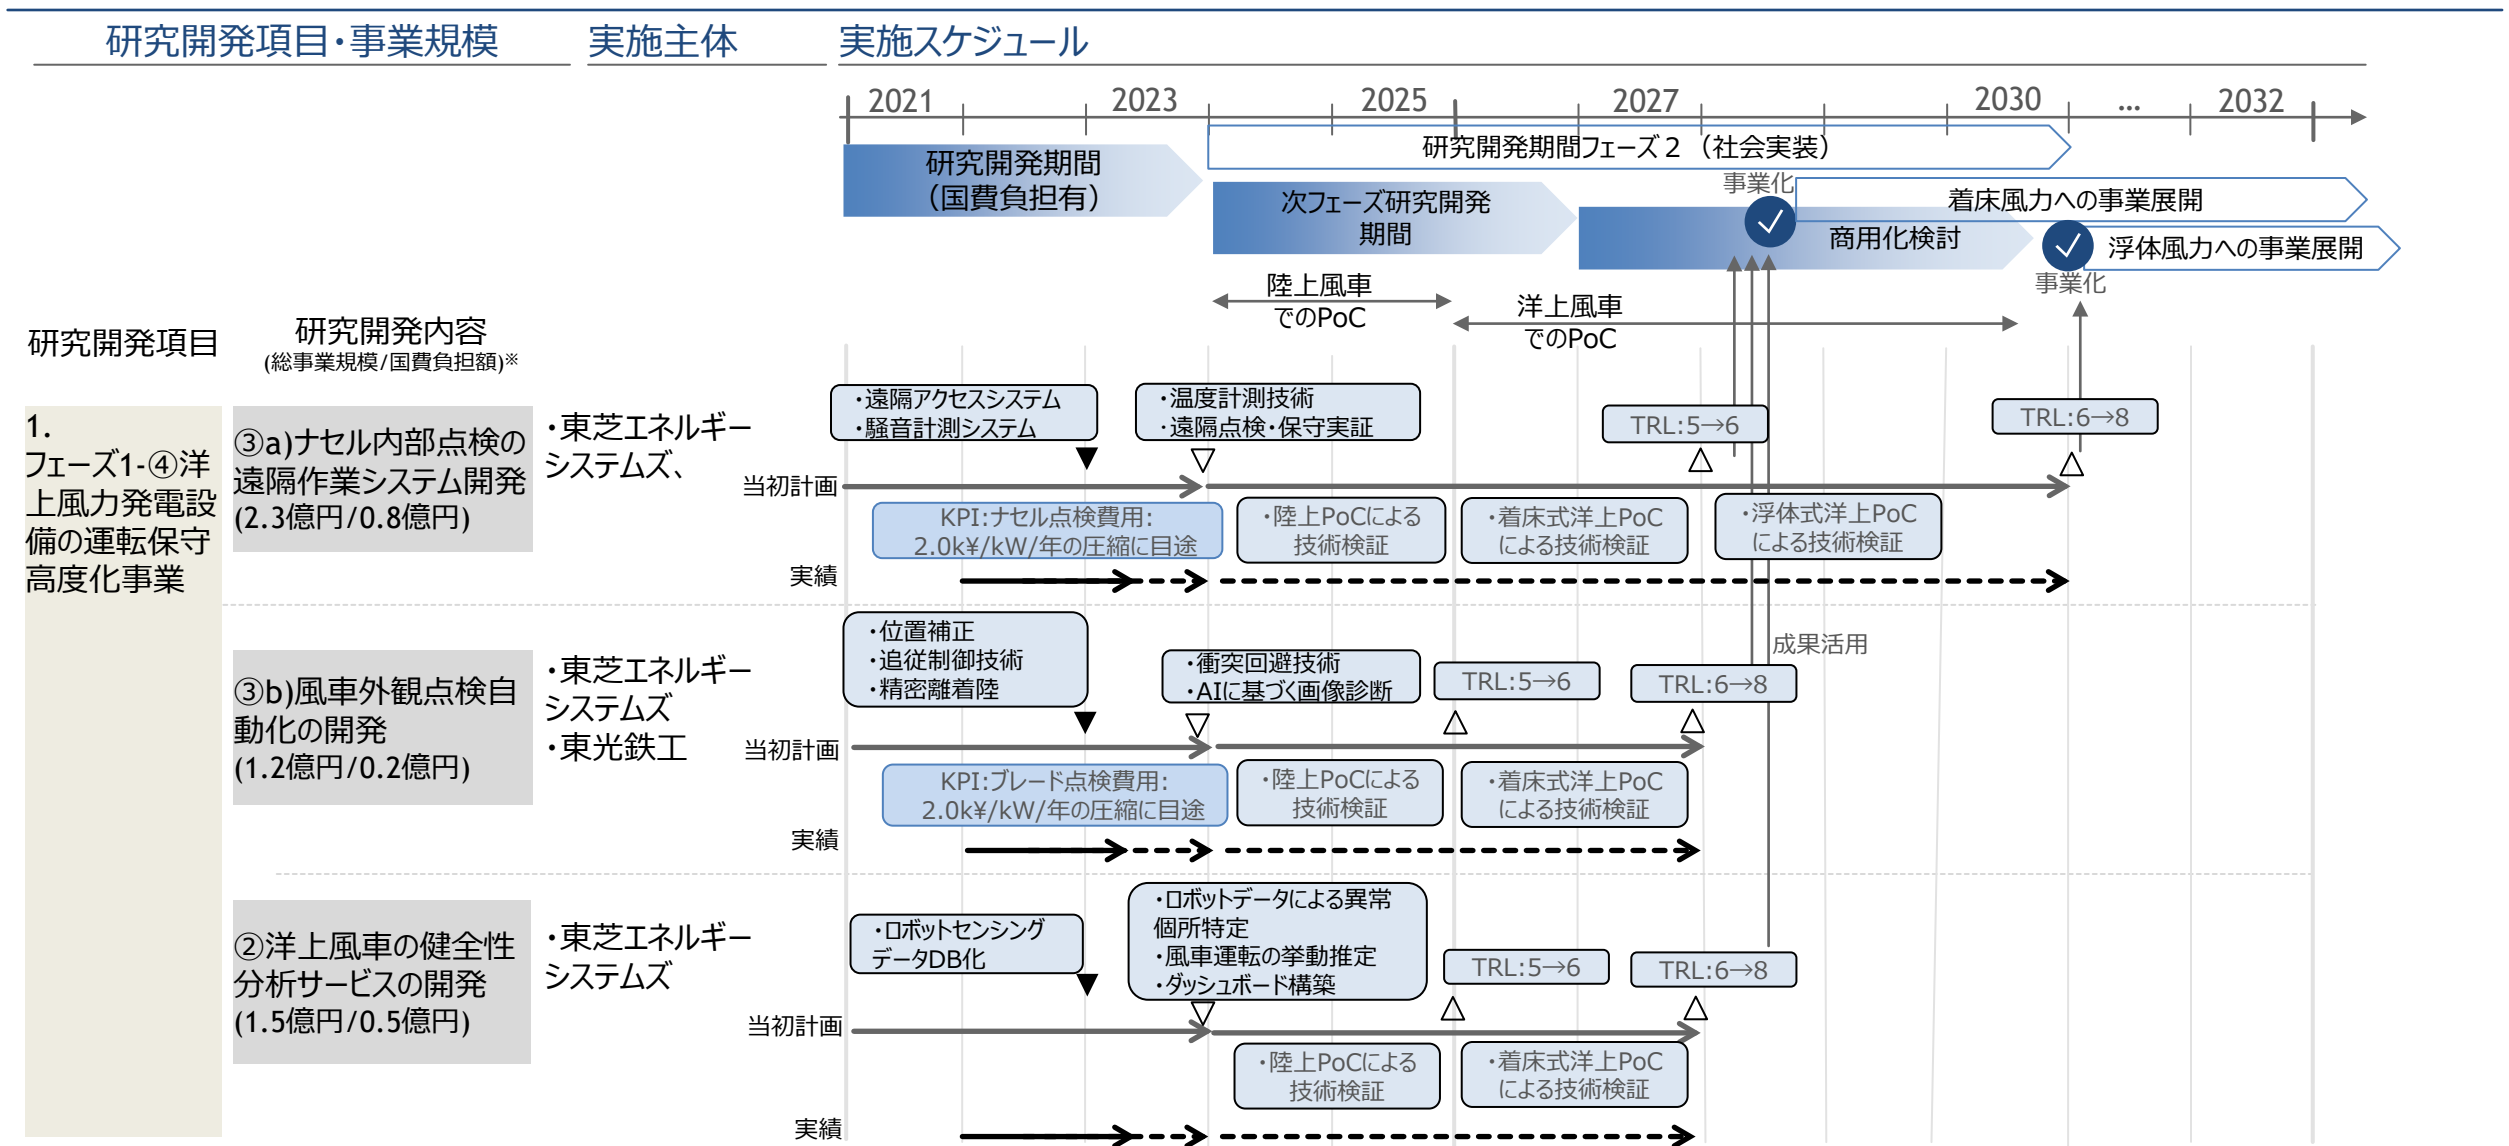 研究開発項目・事業規模
実施主体
実施スケジュール
2021
2023
2025
2027
2030
…
2032
研究開発期間
（国費負担有）
研究開発期間フェーズ２（社会実装）
次フェーズ研究開発
期間
事業化
着床風力への事業展開
商用化検討
浮体風力への事業展開
事業化
陸上風車
でのPoC
洋上風車
でのPoC
研究開発項目
研究開発内容
(総事業規模/国費負担額)※
1.
フェーズ1-④洋
上風力発電設
備の運転保守
高度化事業
③a)ナセル内部点検の
遠隔作業システム開発
(2.3億円/0.8億円)
・東芝エネルギー
システムズ、
・遠隔アクセスシステム
・騒音計測システム
・温度計測技術
・遠隔点検・保守実証
TRL:5→6
TRL:6→8
当初計画
KPI:ナセル点検費用:
2.0k¥/kW/年の圧縮に目途
・陸上PoCによる
技術検証
・着床式洋上PoC
による技術検証
・浮体式洋上PoC
による技術検証
実績
③b)風車外観点検自
動化の開発
(1.2億円/0.2億円)
・東芝エネルギー
システムズ
・東光鉄工
・位置補正
・追従制御技術
・精密離着陸
・衝突回避技術
・AIに基づく画像診断
TRL:5→6
TRL:6→8
成果活用
当初計画
KPI:ブレード点検費用:
2.0k¥/kW/年の圧縮に目途
・陸上PoCによる
技術検証
・着床式洋上PoC
による技術検証
実績
②洋上風車の健全性
分析サービスの開発
(1.5億円/0.5億円)
・東芝エネルギー
システムズ
・ロボットセンシング
データDB化
・ロボットデータによる異常
個所特定
・風車運転の挙動推定
・ダッシュボード構築
TRL:5→6
TRL:6→8
当初計画
・陸上PoCによる
技術検証
・着床式洋上PoC
による技術検証
実績